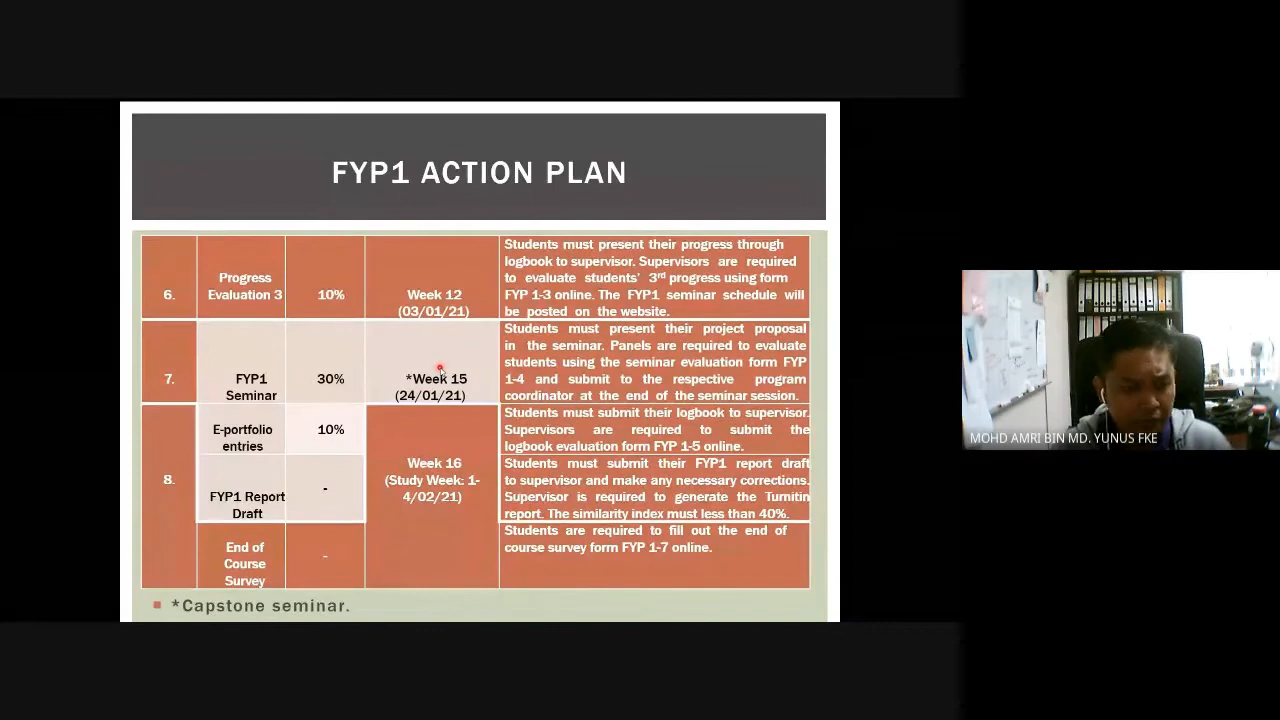 FYP1 ACTION PLAN
6.
Progress
Evaluation 3
10%
Week 12
(03/01/21)
Students must present their progress through
logbook to supervisor. Supervisors are required
to evaluate students' 3rd progress using form
FYP 1-3 online. The FYP1 seminar schedule will
be posted on the website.
7.
FYP1
Seminar
30%
*Week 15
(24/01/21)
Students must present their project proposal
in the seminar. Panels are required to evaluate
students using the seminar evaluation form FYP
1-4 and submit to the respective program
coordinator at the end of the seminar session.
8.
E-portfolio
entries
10%
Week 16
(Study Week: 1-
4/02/21)
Students must submit their logbook to supervisor.
Supervisors are required to submit the
logbook evaluation form FYP 1-5 online.
FYP1 Report
Draft
-
Students must submit their FYP1 report draft
to supervisor and make any necessary corrections.
Supervisor is required to generate the Turnitin
report. The similarity index must less than 40%.
End of
Course
Survey
-
Students are required to fill out the end of
course survey form FYP 1-7 online.
*Capstone seminar.
MOHD AMRI BIN MD. YUNUS FKE